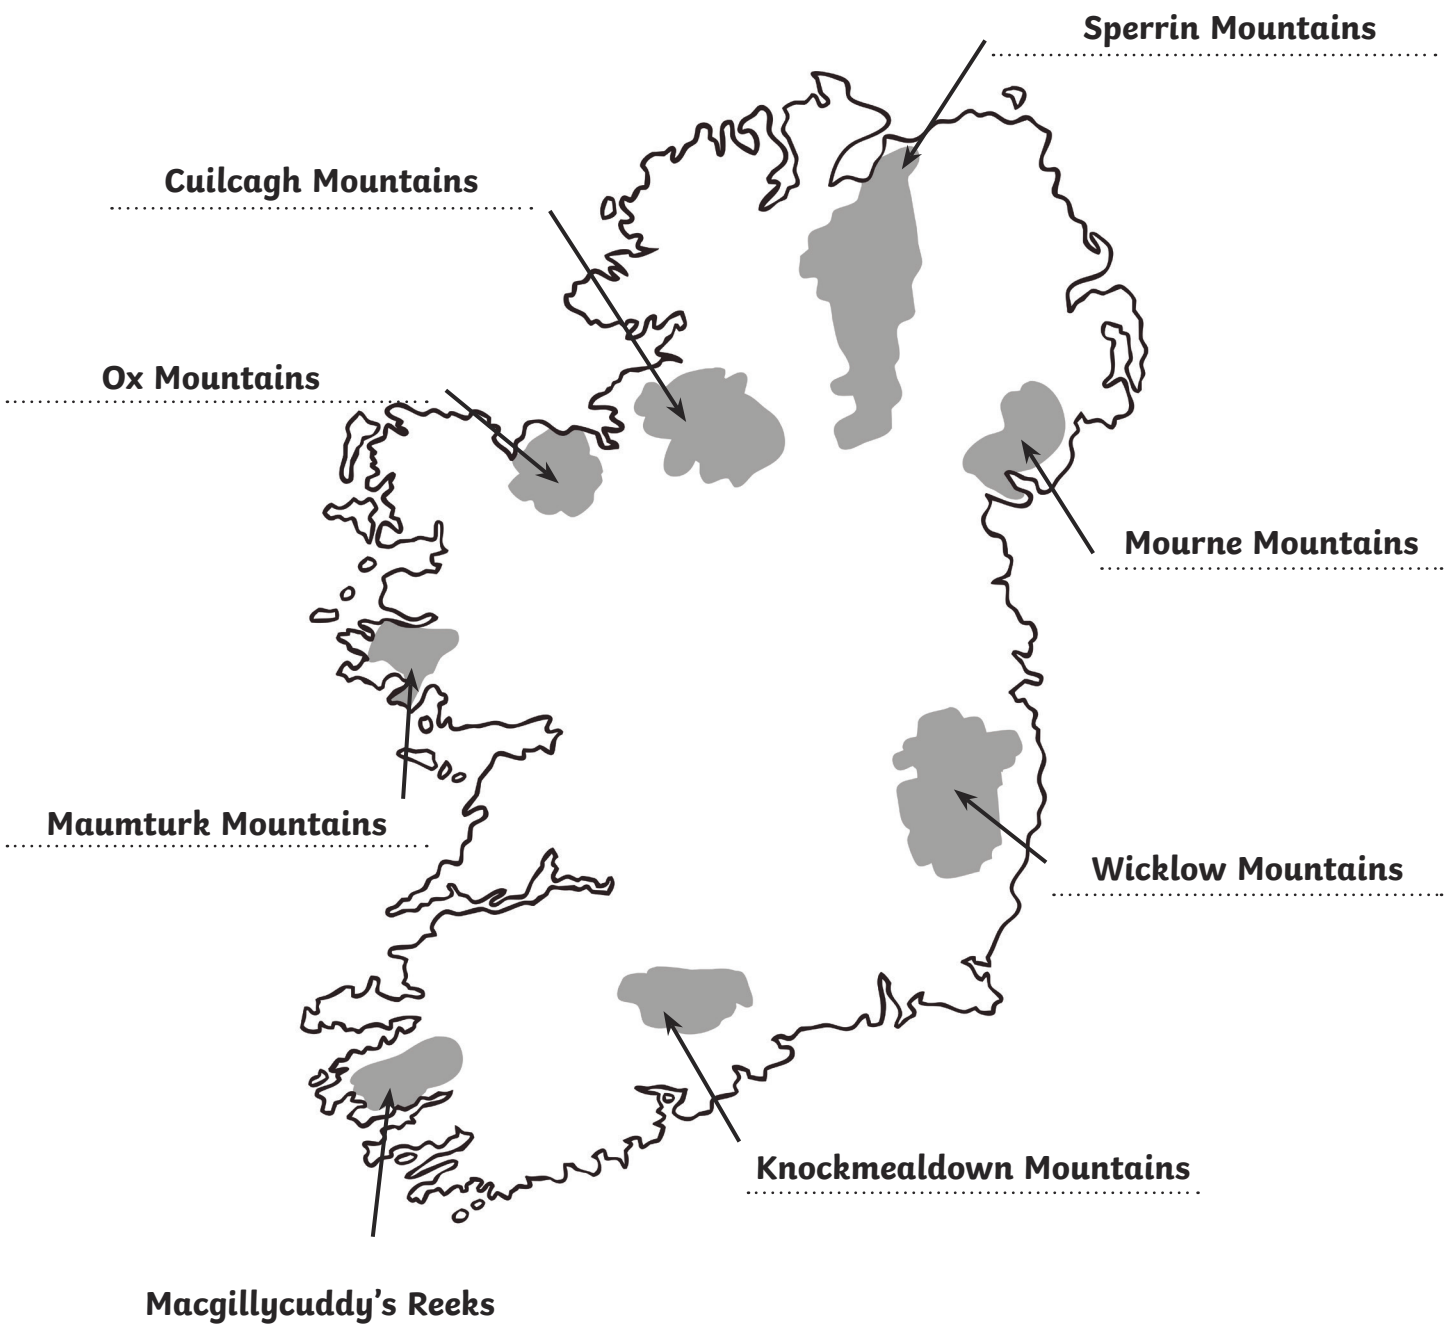 Sperrin Mountains
Cuilcagh Mountains
Ox Mountains
Mourne Mountains
Maumturk Mountains
Wicklow Mountains
Knockmealdown Mountains
Macgillycuddy's Reeks